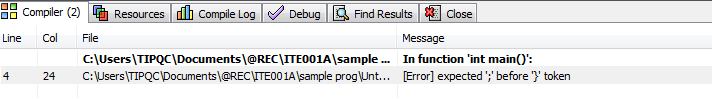 Compiler (2) Resources Compile Log Debug Find Results Close
Line Col File Message
C:\Users\TIPQC\Documents\@REC\ITE001A\sample ... In function 'int main()':
4 24 C:\Users\TIPQC\Documents\@REC\ITE001A\sample prog\Unt... [Error] expected ';' before '}' token